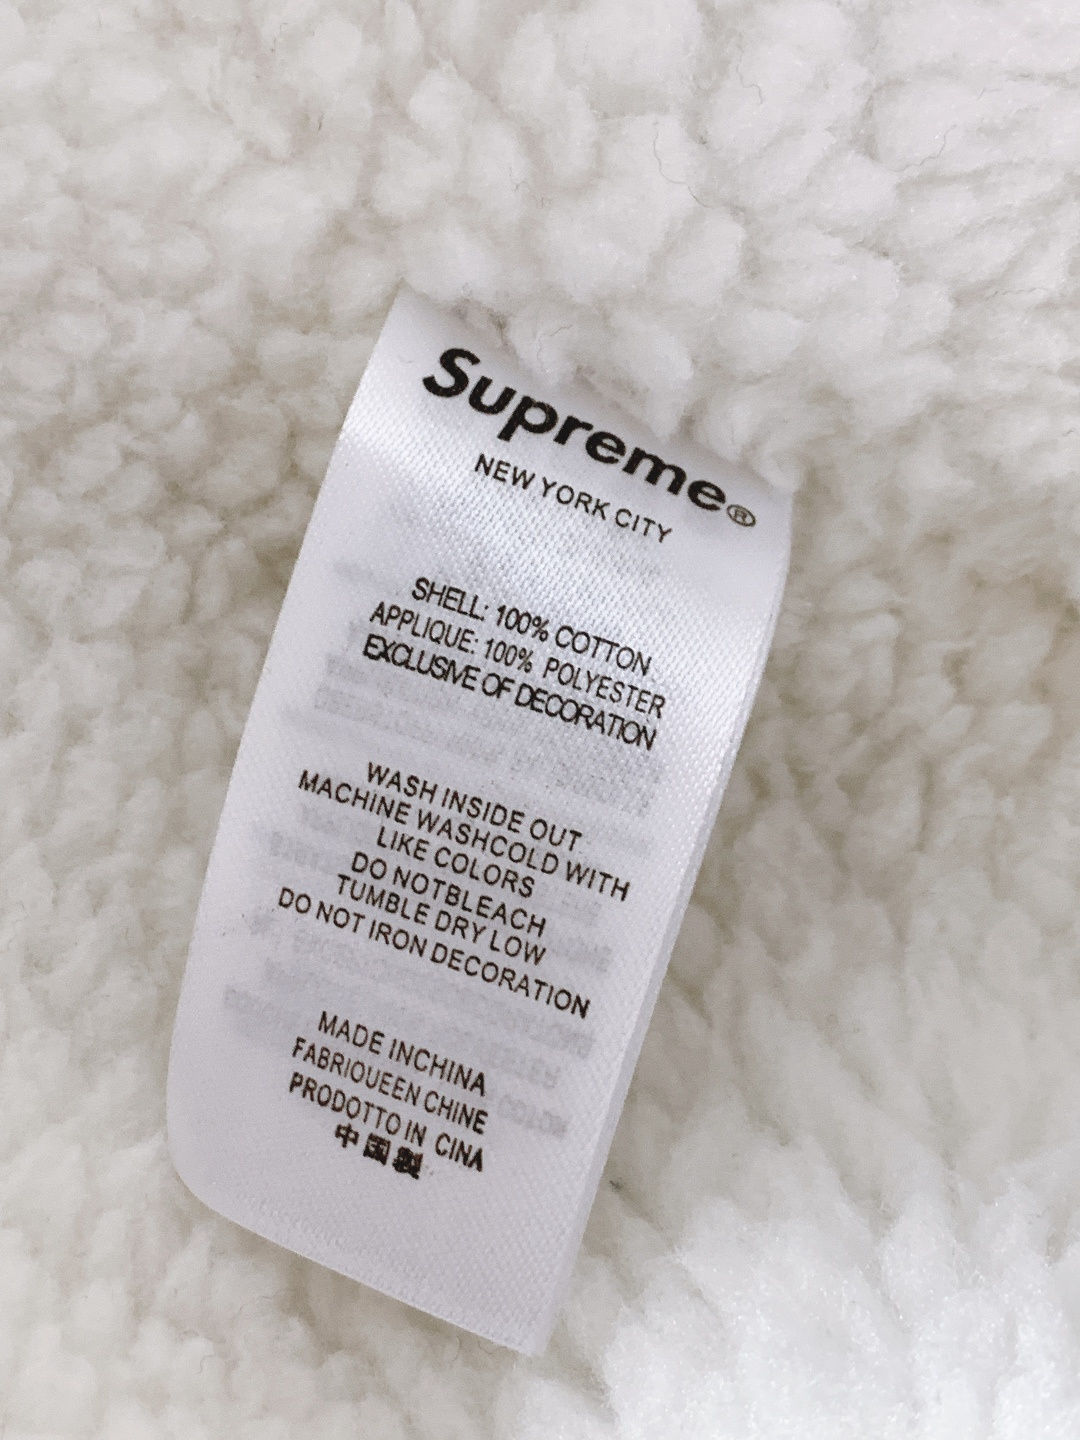 Supreme®
NEW YORK CITY
SHELL: 100% COTTON
APPLIQUE: 100% POLYESTER
EXCLUSIVE OF DECORATION
WASH INSIDE OUT
MACHINE WASHCOLD WITH
LIKE COLORS
DO NOTBLEACH
TUMBLE DRY LOW
DO NOT IRON DECORATION
MADE INCHINA
FABRIOUEEN CHINE
PRODOTTO IN CINA
中国製